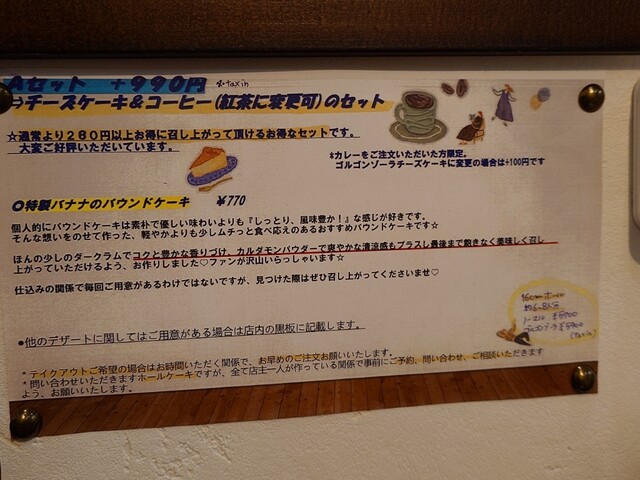 Aセット ＋９９０円 *taxin
⇒チーズケーキ＆コーヒー(紅茶に変更可)のセット
☆通常より２６０円以上お得に召し上がって頂けるお得なセットです。
大変ご好評いただいています。
*カレーをご注文いただいた方限定。
ゴルゴンゾーラチーズケーキに変更の場合は+100円です
〇特製バナナのパウンドケーキ ¥770
個人的にパウンドケーキは素朴で優しい味わいよりも『しっとり、風味豊か！』な感じが好きです。
そんな想いをのせて作った、軽やかよりも少しムチっと食べ応えのあるおすすめパウンドケーキです☆
ほんの少しのダークラムでコクと豊かな香りづけ、カルダモンパウダーで爽やかな清涼感もプラスし最後まで飽きなく美味しく召し
上がっていただけるよう、お作りしました♡ファンが沢山いらっしゃいます☆
仕込みの関係で毎回ご用意があるわけではないですが、見つけた際はぜひ召し上がってくださいませ♡
●他のデザートに関してはご用意がある場合は店内の黒板に記載します。
*テイクアウトご希望の場合はお時間いただく関係で、お早めのご注文お願いいたします。
*問い合わせいただきますホールケーキですが、全て店主一人が作っている関係で事前にご予約、問い合わせ、ご相談いただきます
よう、お願いします。
(taxin)